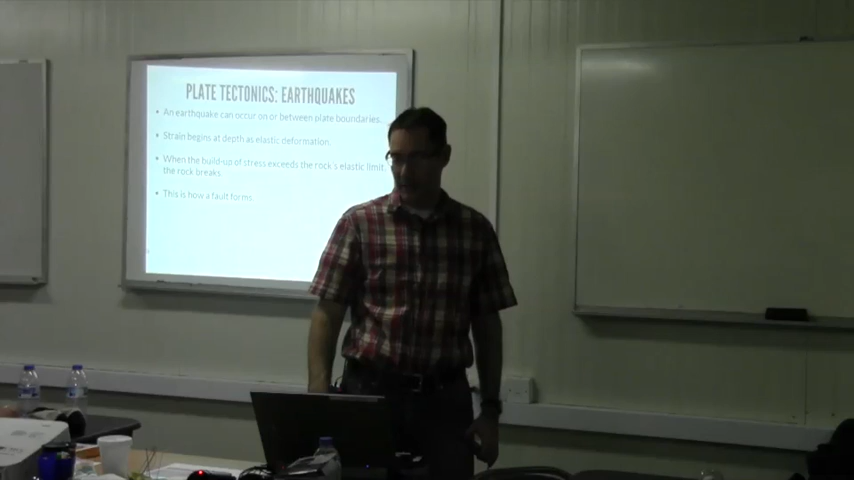 PLATE TECTONICS: EARTHQUAKES
• An earthquake can occur on or between plate boundaries.
• Strain begins at depth as elastic deformation.
• When the build-up of stress exceeds the rock's elastic limit,
the rock breaks.
• This is how a fault forms.